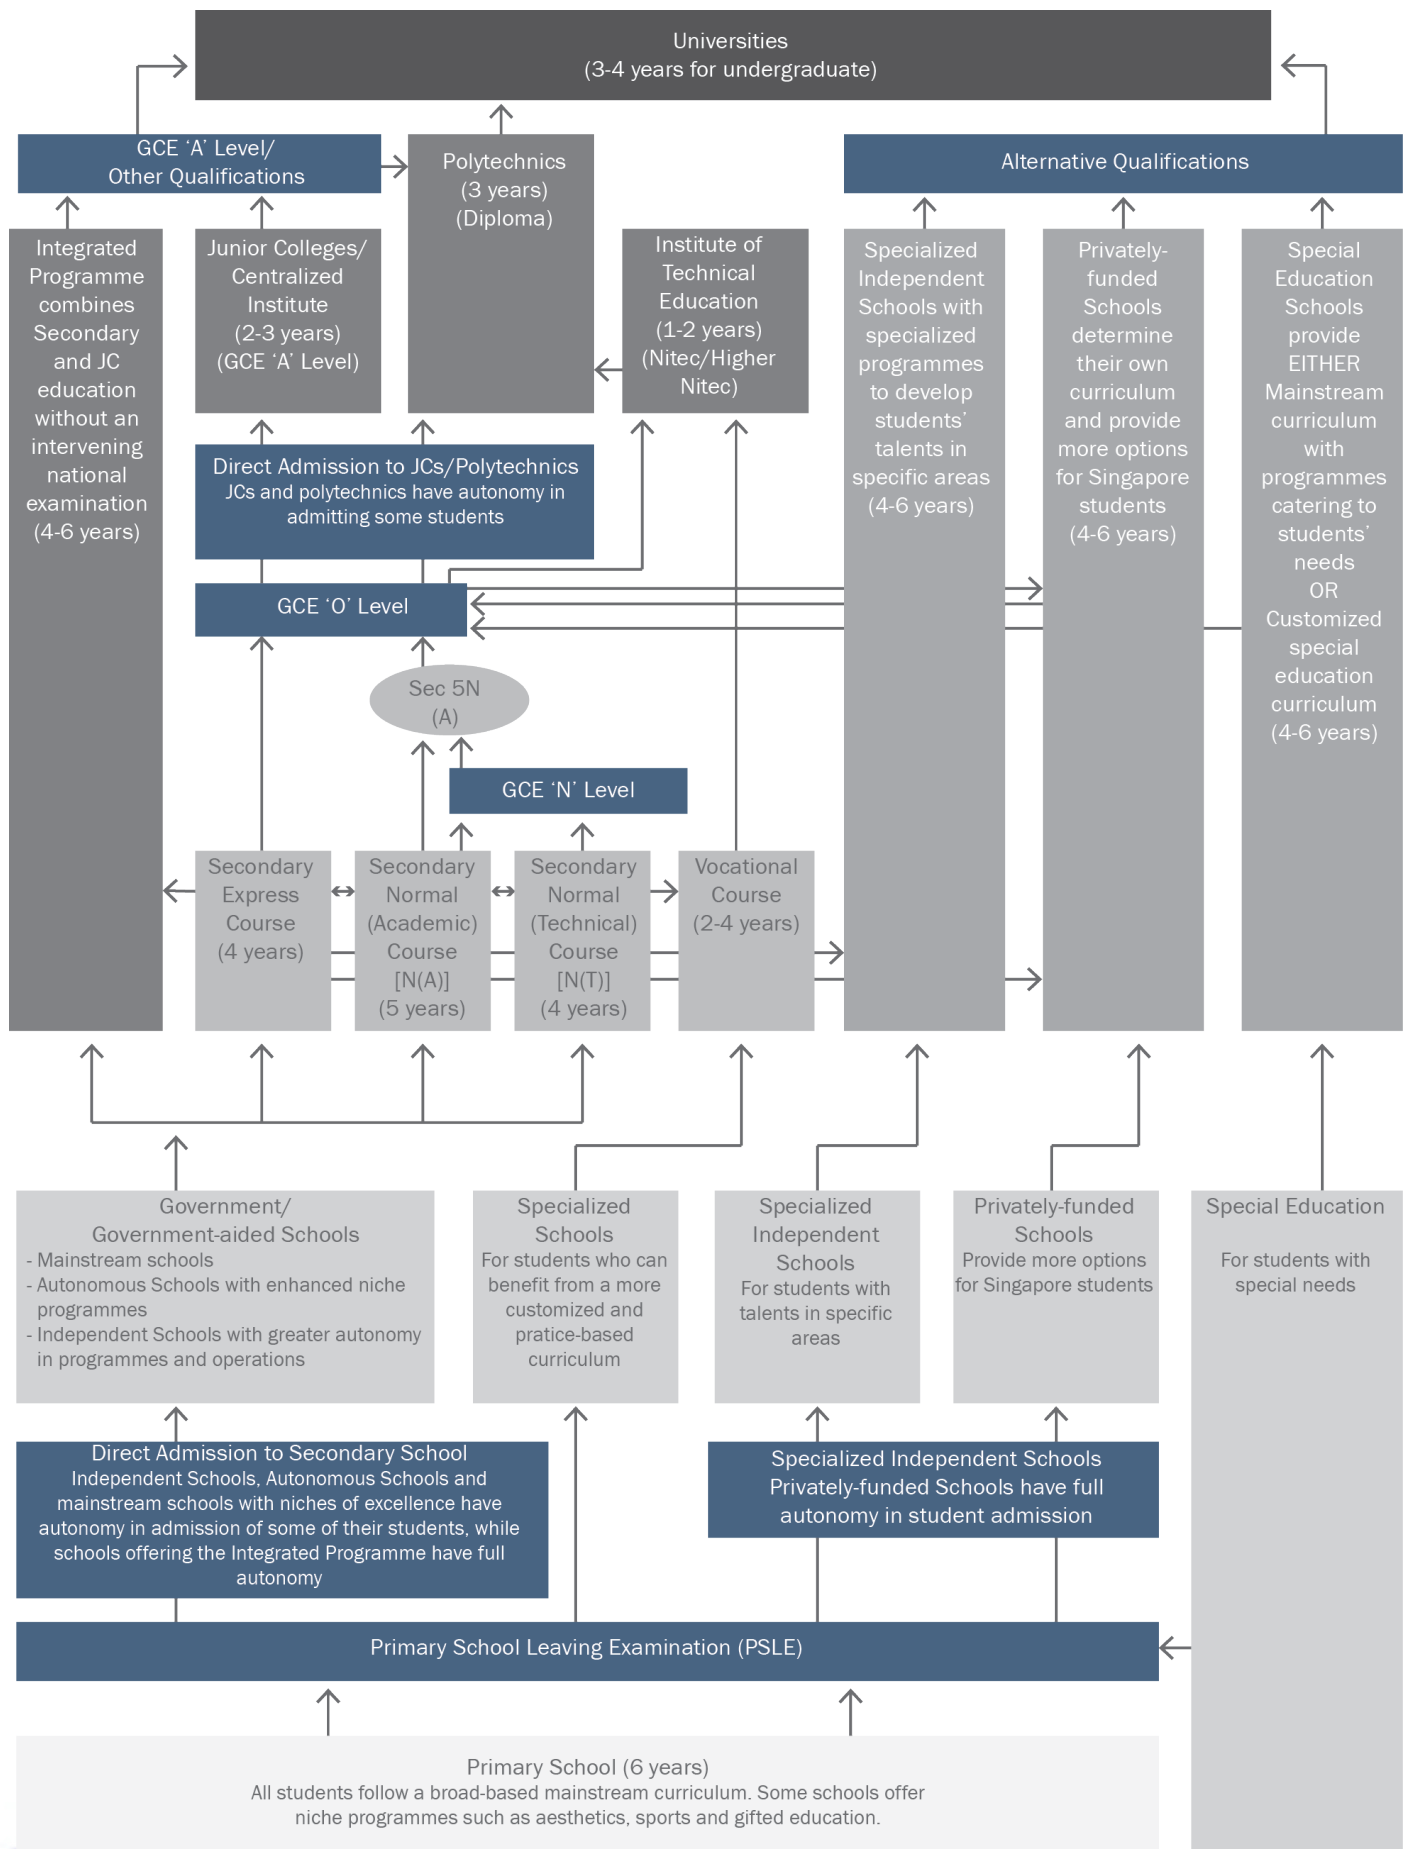 Universities
(3-4 years for undergraduate)
GCE ‘A’ Level/
Other Qualifications
Polytechnics
(3 years)
(Diploma)
Alternative Qualifications
Integrated
Programme
combines
Secondary
and JC
education
without an
intervening
national
examination
(4-6 years)
Junior Colleges/
Centralized
Institute
(2-3 years)
(GCE ‘A’ Level)
Institute of
Technical
Education
(1-2 years)
(Nitec/Higher
Nitec)
Specialized
Independent
Schools with
specialized
programmes
to develop
students’
talents in
specific areas
(4-6 years)
Privately-
funded
Schools
determine
their own
curriculum
and provide
more options
for Singapore
students
(4-6 years)
Special
Education
Schools
provide
EITHER
Mainstream
curriculum
with
programmes
catering to
students’
needs
OR
Customized
special
education
curriculum
(4-6 years)
Direct Admission to JCs/Polytechnics
JCs and polytechnics have autonomy in
admitting some students
GCE ‘O’ Level
Sec 5N
(A)
GCE ‘N’ Level
Secondary
Express
Course
(4 years)
Secondary
Normal
(Academic)
Course
[N(A)]
(5 years)
Secondary
Normal
(Technical)
Course
[N(T)]
(4 years)
Vocational
Course
(2-4 years)
Government/
Government-aided Schools
- Mainstream schools
- Autonomous Schools with enhanced niche
programmes
- Independent Schools with greater autonomy
in programmes and operations
Specialized
Schools
For students who can
benefit from a more
customized and
pratice-based
curriculum
Specialized
Independent
Schools
For students with
talents in specific
areas
Privately-funded
Schools
Provide more options
for Singapore students
Special Education
For students with
special needs
Direct Admission to Secondary School
Independent Schools, Autonomous Schools and
mainstream schools with niches of excellence have
autonomy in admission of some of their students, while
schools offering the Integrated Programme have full
autonomy
Specialized Independent Schools
Privately-funded Schools have full
autonomy in student admission
Primary School Leaving Examination (PSLE)
Primary School (6 years)
All students follow a broad-based mainstream curriculum. Some schools offer
niche programmes such as aesthetics, sports and gifted education.